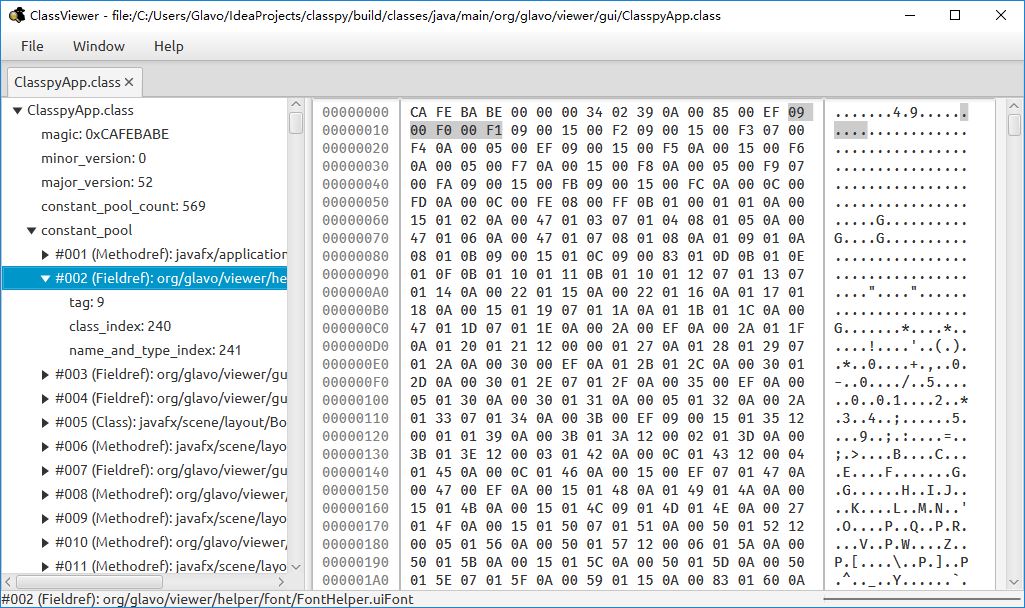 ClassViewer - file:/C:/Users/Glavo/IdeaProjects/classpy/build/classes/java/main/org/glavo/viewer/gui/ClasspyApp.class
File Window Help
ClasspyApp.class
ClasspyApp.class
magic: 0xCAFEBABE
minor_version: 0
major_version: 52
constant_pool_count: 569
constant_pool
#001 (Methodref): javafx/application
#002 (Fieldref): org/glavo/viewer/he
tag: 9
class_index: 240
name_and_type_index: 241
#003 (Fieldref): org/glavo/viewer/gu
#004 (Fieldref): org/glavo/viewer/gu
#005 (Class): javafx/scene/layout/Bo
#006 (Methodref): javafx/scene/layo
#007 (Fieldref): org/glavo/viewer/gu
#008 (Methodref): org/glavo/viewer/
#009 (Methodref): javafx/scene/layo
#010 (Methodref): org/glavo/viewer/
#011 (Methodref): javafx/scene/layo
00000000 CA FE BA BE 00 00 00 34 02 39 0A 00 85 00 EF 09 .......4.9......
00000010 00 F0 00 F1 09 00 15 00 F2 09 00 15 00 F3 07 00 ................
00000020 F4 0A 00 05 00 EF 09 00 15 00 F5 0A 00 15 00 F6 ................
00000030 0A 00 05 00 F7 0A 00 15 00 F8 0A 00 05 00 F9 07 ................
00000040 00 FA 09 00 15 00 FB 09 00 15 00 FC 0A 00 0C 00 ................
00000050 FD 0A 00 0C 00 FE 08 00 FF 0B 01 00 01 01 0A 00 ................
00000060 15 01 02 0A 00 47 01 03 07 01 04 08 01 05 0A 00 .....G..........
00000070 47 01 06 0A 00 47 01 07 08 01 08 0A 01 09 01 0A G....G..........
00000080 08 01 0B 09 00 15 01 0C 09 00 83 01 0D 0B 01 0E ................
00000090 01 0F 0B 01 10 01 11 0B 01 10 01 12 07 01 13 07 ................
000000A0 01 14 0A 00 22 01 15 0A 00 22 01 16 0A 01 17 01 ...."...."......
000000B0 18 0A 00 15 01 19 07 01 1A 0A 01 1B 01 1C 0A 00 ................
000000C0 47 01 1D 07 01 1E 0A 00 2A 00 EF 0A 00 2A 01 1F G.......*....*..
000000D0 0A 01 20 01 21 12 00 00 01 27 0A 01 28 01 29 07 ....!....'..(.).
000000E0 01 2A 0A 00 30 00 EF 0A 01 2B 01 2C 0A 00 30 01 .*..0....+.,..0.
000000F0 2D 0A 00 30 01 2E 07 01 2F 0A 00 35 00 EF 0A 00 -..0..../..5....
00000100 05 01 30 0A 00 30 01 31 0A 00 05 01 32 0A 00 2A ..0..0.1....2..*
00000110 01 33 07 01 34 0A 00 3B 00 EF 09 00 15 01 35 12 .3..4..;......5.
00000120 00 01 01 39 0A 00 3B 01 3A 12 00 02 01 3D 0A 00 ...9..;.:....=..
00000130 3B 01 3E 12 00 03 01 42 0A 00 0C 01 43 12 00 04 ;.>....B....C...
00000140 01 45 0A 00 0C 01 46 0A 00 15 00 EF 07 01 47 0A .E....F.......G.
00000150 00 47 00 EF 0A 00 15 01 48 0A 01 49 01 4A 0A 00 .G......H..I.J..
00000160 15 01 4B 0A 00 15 01 4C 09 01 4D 01 4E 0A 00 27 ..K....L..M.N..'
00000170 01 4F 0A 00 15 01 50 07 01 51 0A 00 50 01 52 12 .O....P..Q..P.R.
00000180 00 05 01 56 0A 00 50 01 57 12 00 06 01 5A 0A 00 ...V..P.W....Z..
00000190 50 01 5B 0A 00 15 01 5C 0A 00 50 01 5D 0A 00 50 P.[....\..P.]..P
000001A0 01 5E 07 01 5F 0A 00 59 01 15 0A 00 83 01 60 0A .^.._..Y......`.
#002 (Fieldref): org/glavo/viewer/helper/font/FontHelper.uiFont